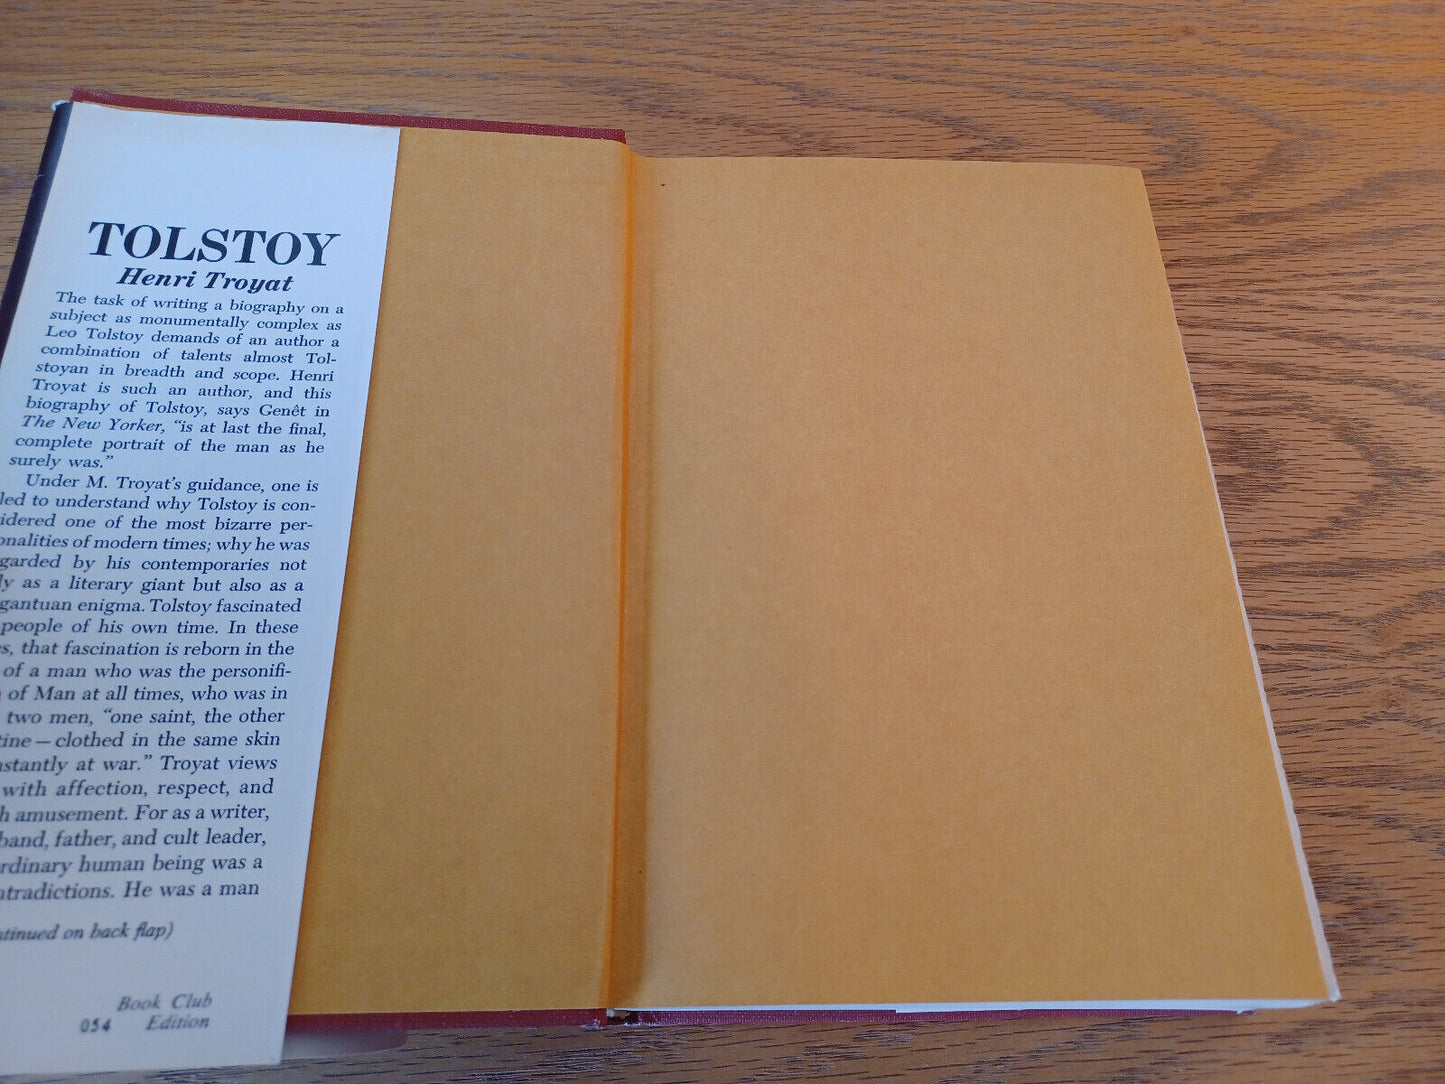 TOLSTOY
Henri Troyat
The task of writing a biography on a
subject as monumentally complex as
Leo Tolstoy demands of an author a
combination of talents almost Tol-
stoyan in breadth and scope. Henri
Troyat is such an author, and this
biography of Tolstoy, says Genêt in
The New Yorker, “is at last the final,
complete portrait of the man as he
surely was.”
Under M. Troyat’s guidance, one is
led to understand why Tolstoy is con-
idered one of the most bizarre per-
onalities of modern times; why he was
garded by his contemporaries not
ly as a literary giant but also as a
gantuan enigma. Tolstoy fascinated
people of his own time. In these
s, that fascination is reborn in the
of a man who was the personifi-
of Man at all times, who was in
two men, “one saint, the other
tine—clothed in the same skin
nstantly at war.” Troyat views
with affection, respect, and
h amusement. For as a writer,
band, father, and cult leader,
rdinary human being was a
ntradictions. He was a man
ntinued on back flap)
Book Club
054 Edition